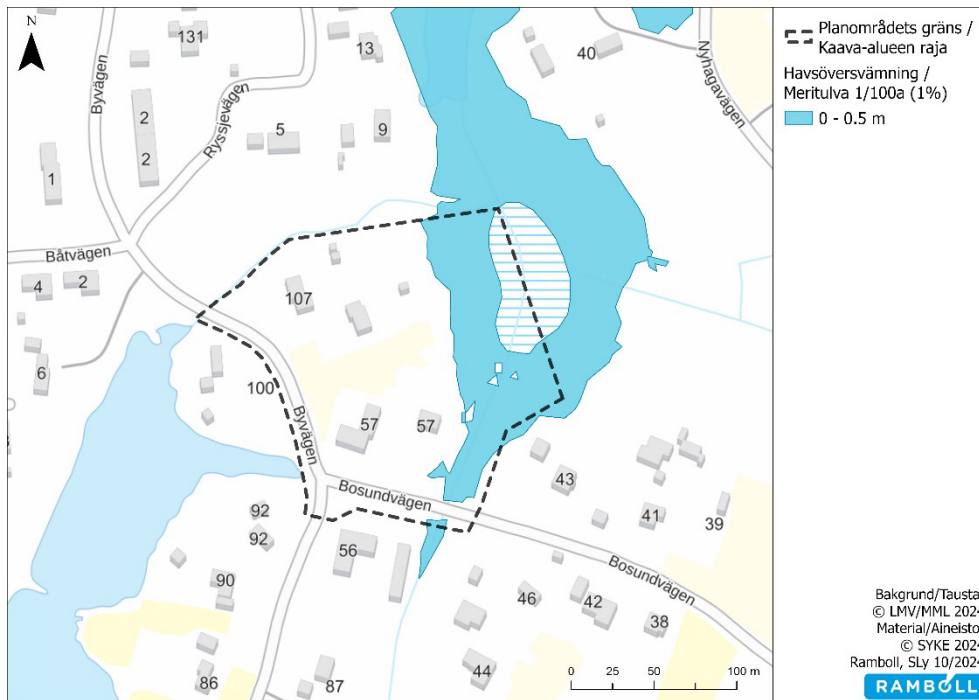 N
131
13
40
Nyhagavägen
Byvägen
Ryssjevägen
2
2
5
9
1
Båtvägen
4
2
107
6
100
Byvägen
57
57
Bosundvägen
43
41
39
92
92
56
90
Bosundvägen
46
42
38
86
87
44
0 25 50 100 m
Planområdets gräns /
Kaava-alueen raja
Havsöversvämning /
Meritulva 1/100a (1%)
0 - 0.5 m
Bakgrund/Tausta
© LMV/MML 2024
Material/Aineisto
© SYKE 2024
Ramboll, SLy 10/2024
RAMBOLL